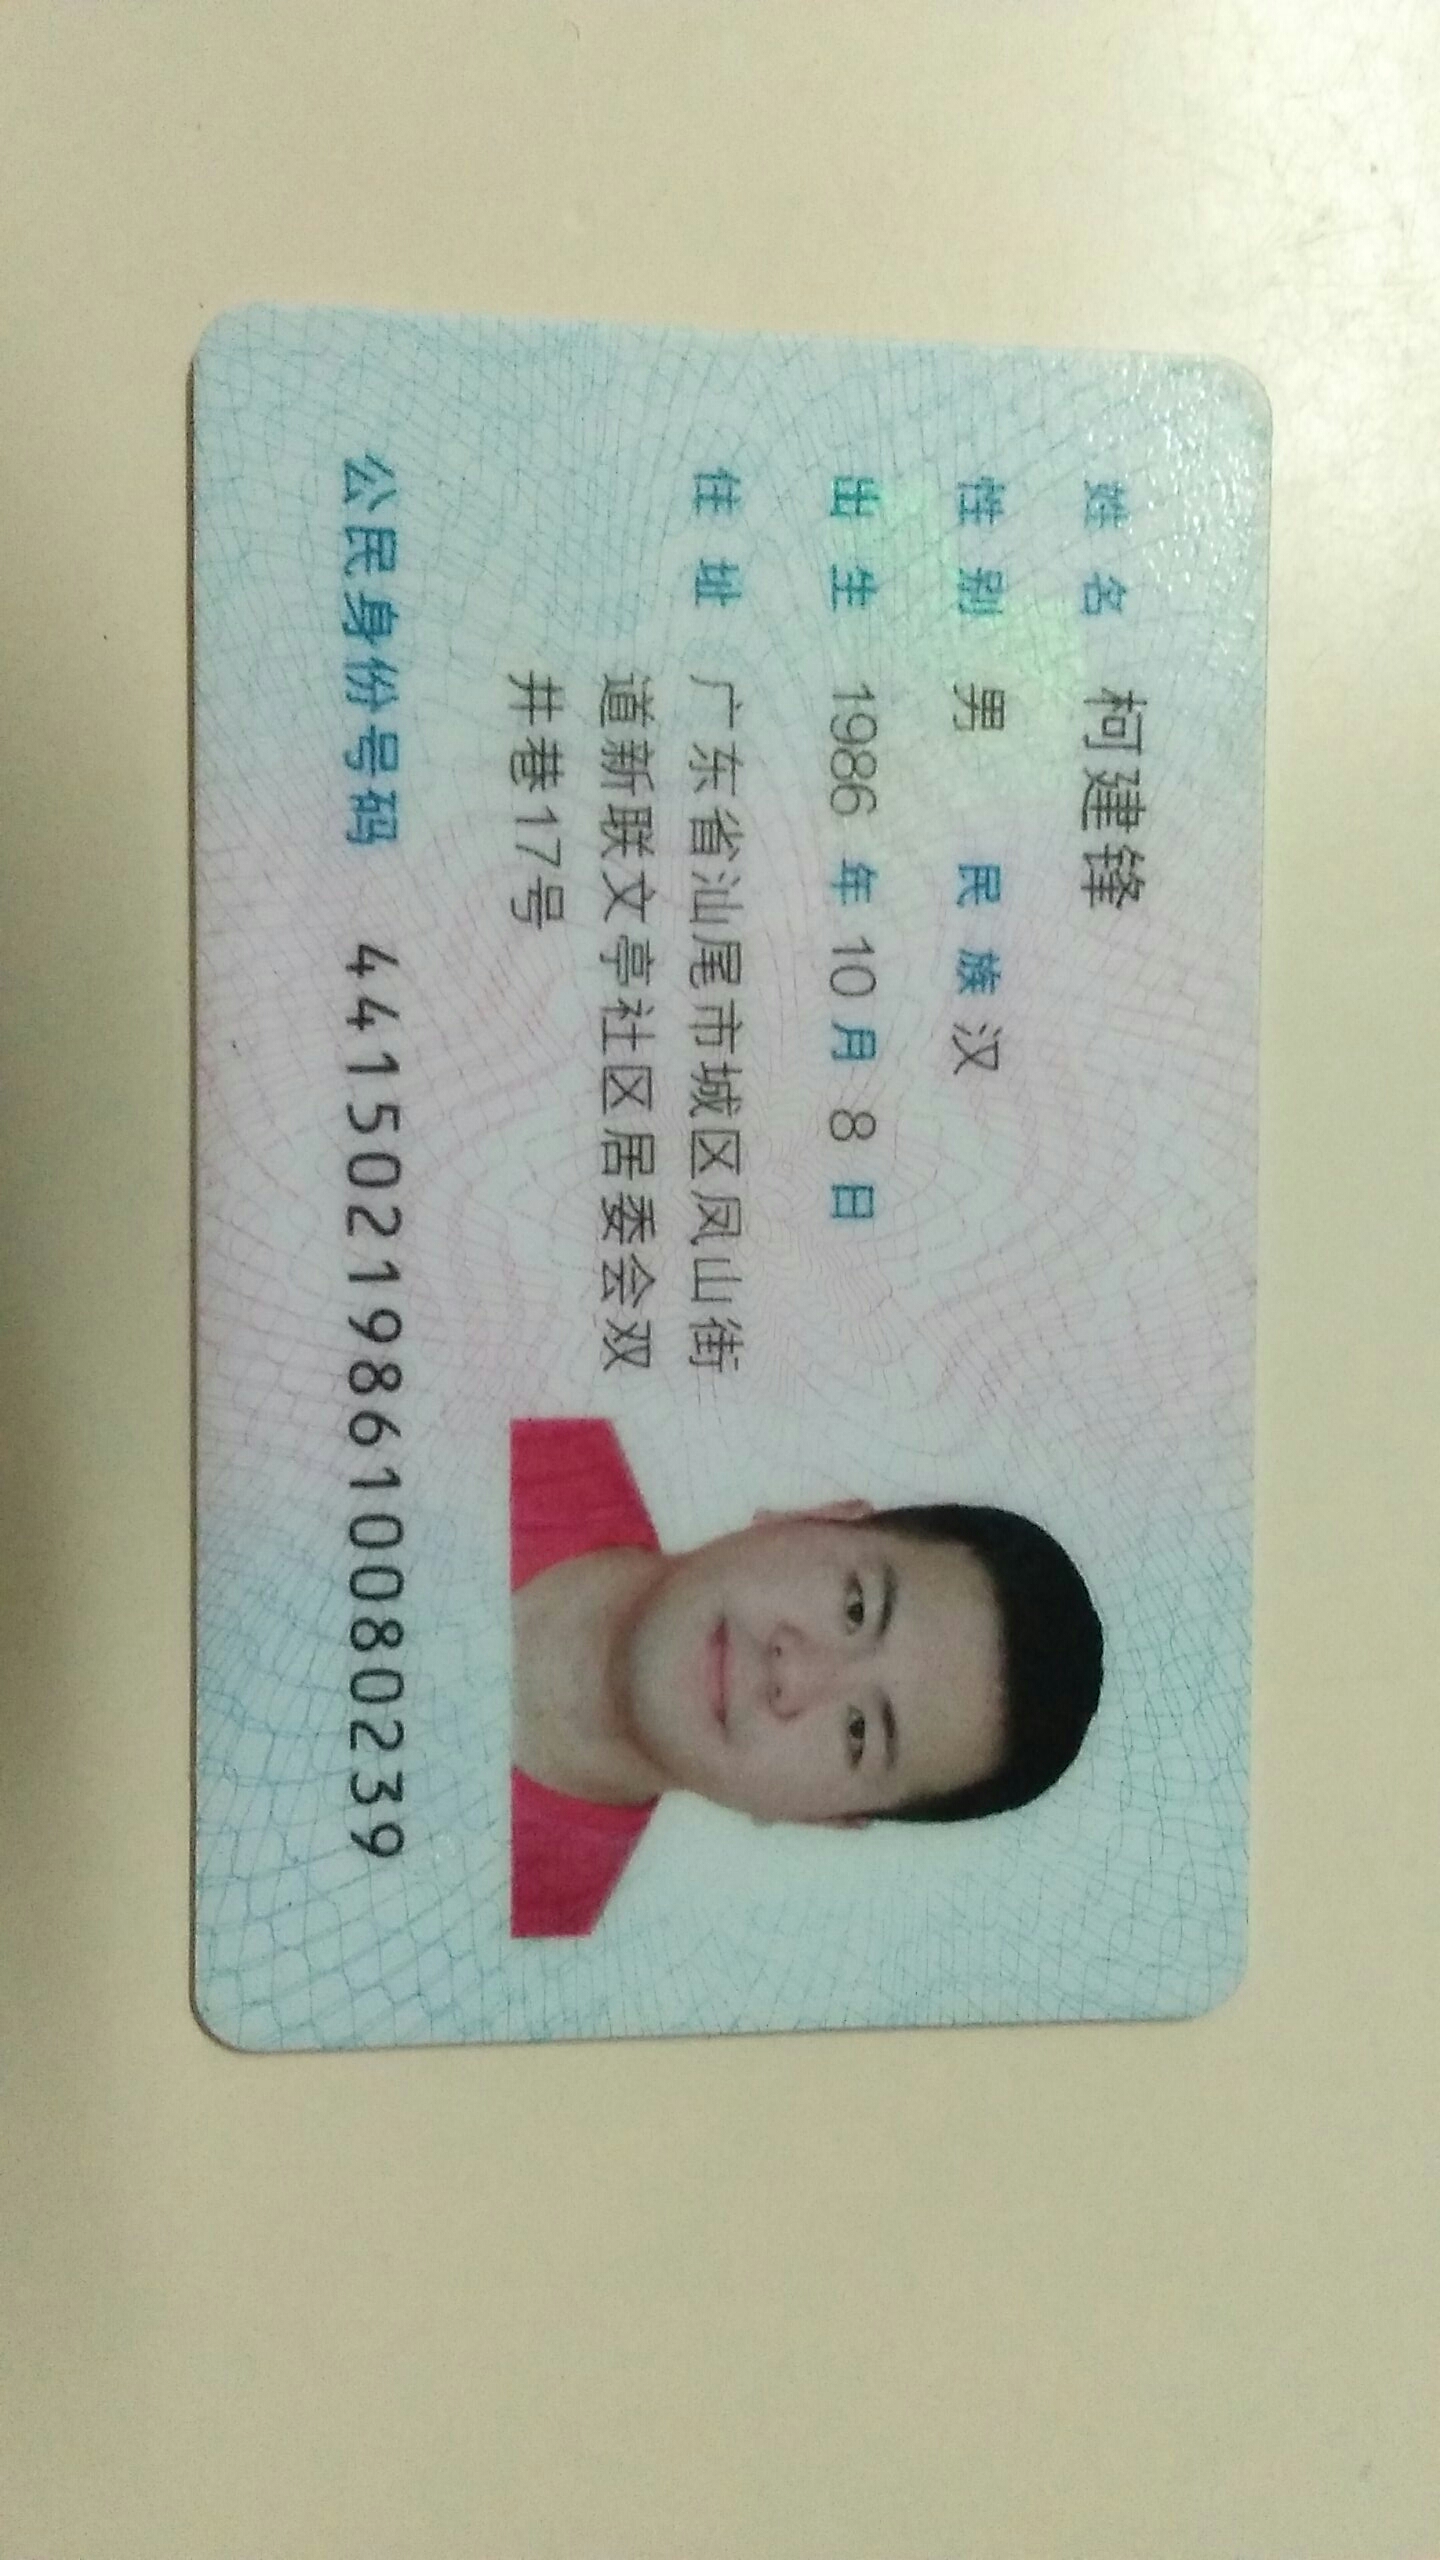 姓名 柯建锋
性别 男 民族 汉
出生 1986 年 10 月 8 日
住址 广东省汕尾市城区凤山街
道新联文亭社区居委会双
井巷17号
公民身份号码 441502198610080239